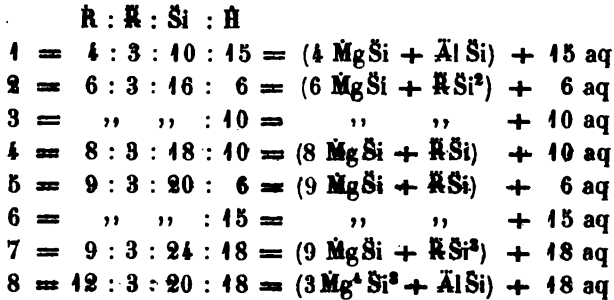 Ṙ : R̶̈ : S̈i : Ḣ
1 = 4 : 3 : 10 : 15 = (4 ṀgS̈i + ÄlS̈i) + 15 aq
2 = 6 : 3 : 16 : 6 = (6 ṀgS̈i + R̶̈S̈i²) + 6 aq
3 = ,, ,, : 10 = ,, ,, + 10 aq
4 = 8 : 3 : 18 : 10 = (8 ṀgS̈i + R̶̈S̈i) + 10 aq
5 = 9 : 3 : 20 : 6 = (9 ṀgS̈i + R̶̈S̈i) + 6 aq
6 = ,, ,, : 15 = ,, ,, + 15 aq
7 = 9 : 3 : 24 : 18 = (9 ṀgS̈i + R̶̈S̈i³) + 18 aq
8 = 12 : 3 : 20 : 18 = (3 Ṁg⁴S̈i³ + ÄlS̈i) + 18 aq